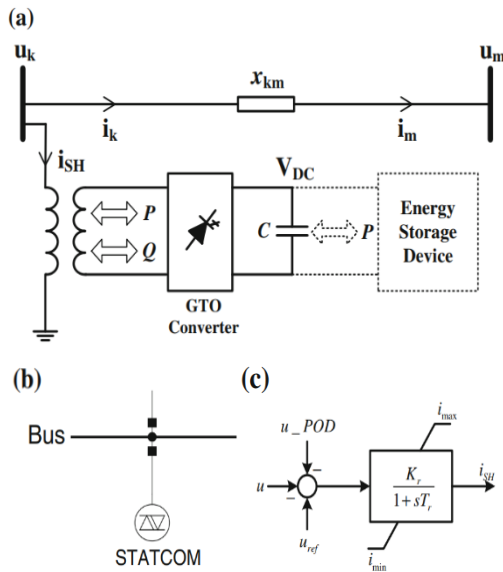 (a)
u_k
u_m
x_km
i_k
i_m
i_SH
V_DC
P
Q
C
P
Energy
Storage
Device
GTO
Converter
(b)
(c)
Bus
STATCOM
i_max
u_POD
−
u
−
K_r
1+sT_r
i_SH
u_ref
i_min